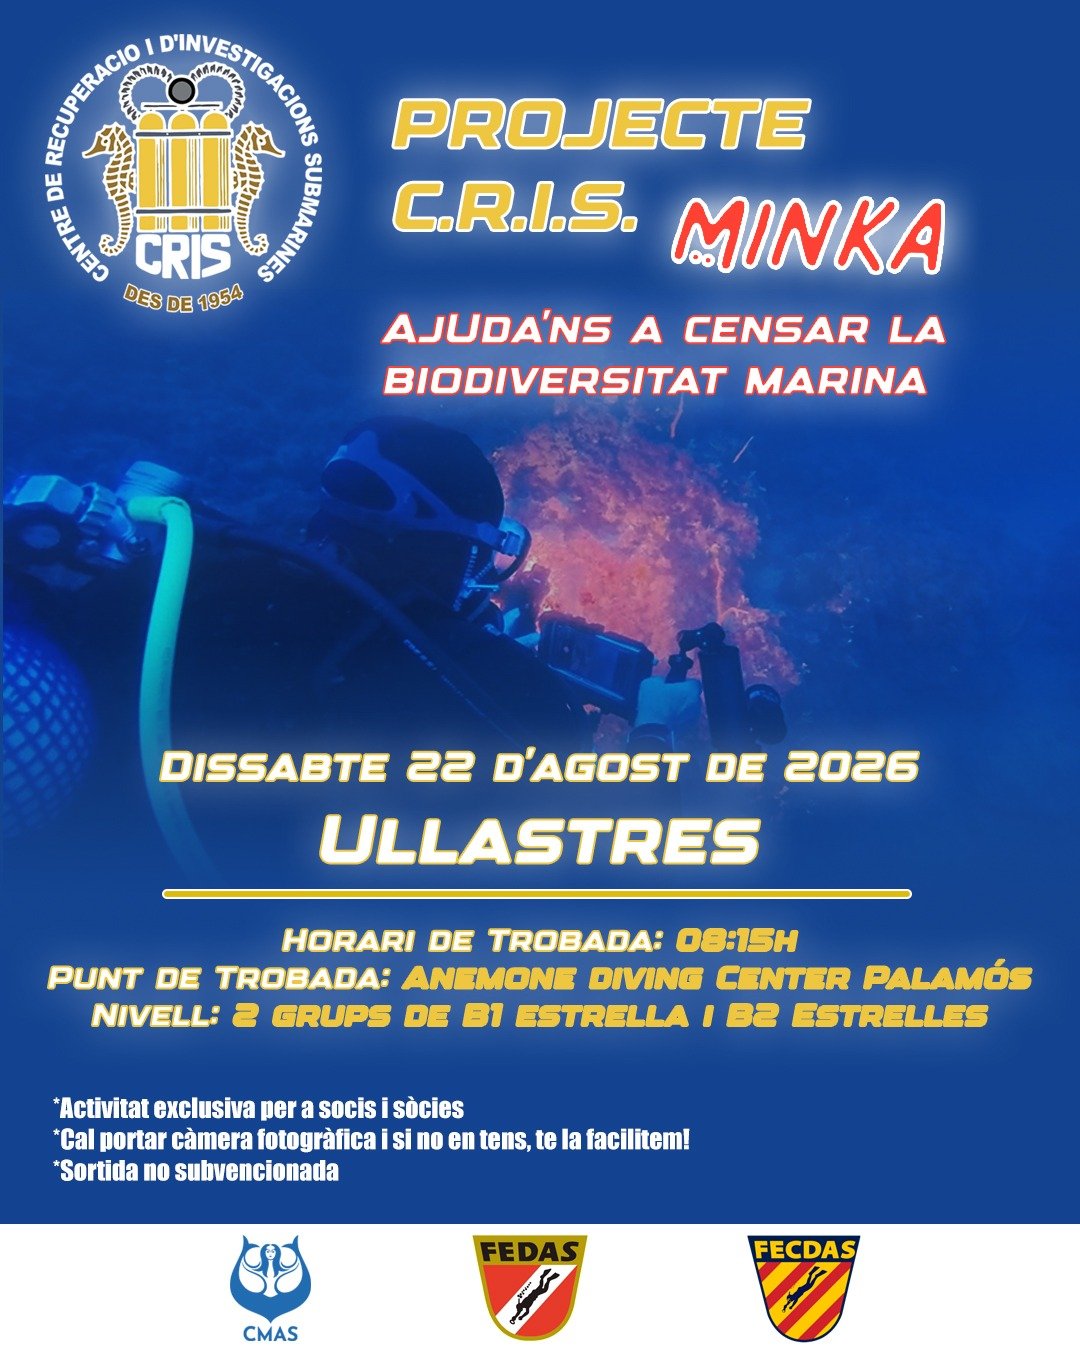 CENTRE DE RECUPERACIO I D'INVESTIGACIONS SUBMARINES
CRIS
DES DE 1954
PROJECTE
C.R.I.S.
MINKA
AJUDA'NS A CENSAR LA
BIODIVERSITAT MARINA
DISSABTE 22 D'AGOST DE 2026
ULLASTRES
HORARI DE TROBADA: 08:15H
PUNT DE TROBADA: ANEMONE DIVING CENTER PALAMÓS
NIVELL: 2 GRUPS DE B1 ESTRELLA I B2 ESTRELLES
*Activitat exclusiva per a socis i sòcies
*Cal portar càmera fotogràfica i si no en tens, te la facilitem!
*Sortida no subvencionada
CMAS
FEDAS
FECDAS